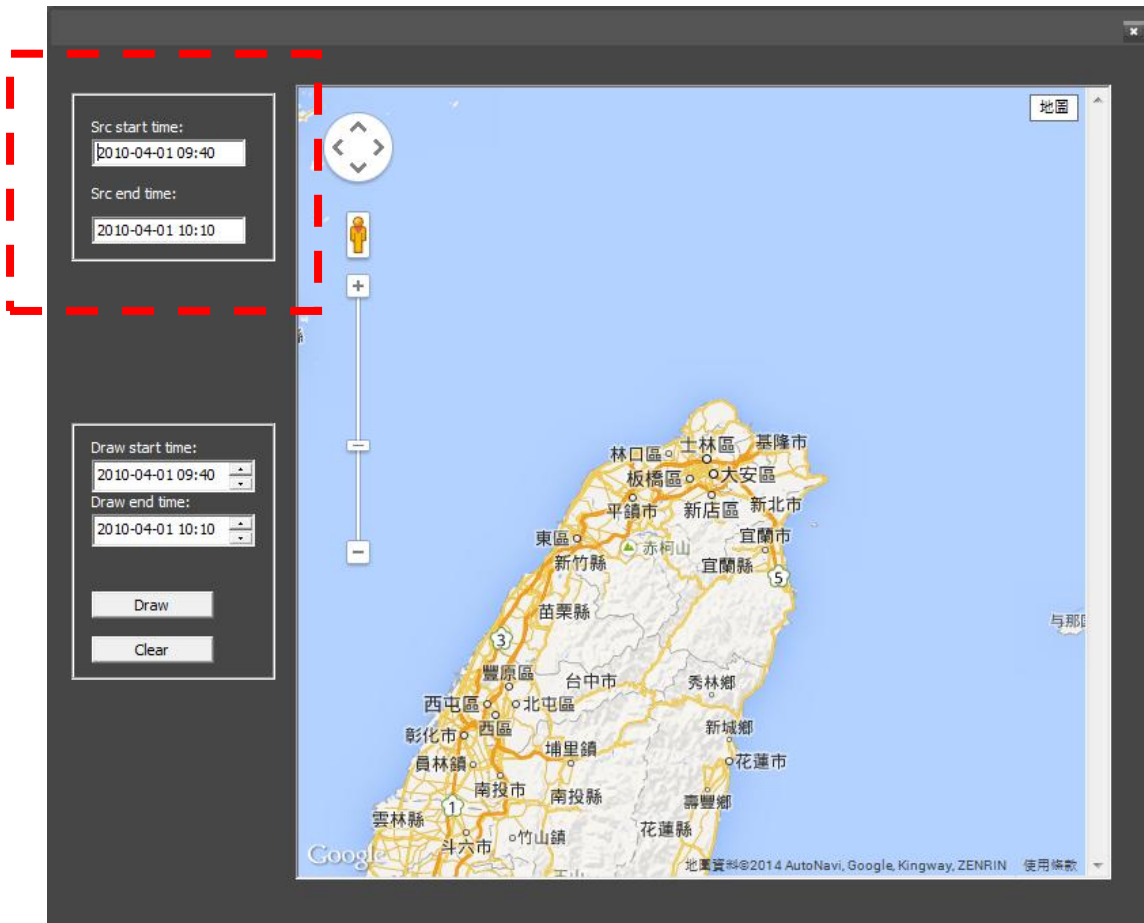 Src start time:
2010-04-01 09:40
Src end time:
2010-04-01 10:10
Draw start time:
2010-04-01 09:40
Draw end time:
2010-04-01 10:10
Draw
Clear
地圖
林口區
士林區
基隆市
板橋區
大安區
平鎮市
新店區
新北市
東區
赤柯山
宜蘭市
新竹縣
宜蘭縣
5
苗栗縣
与那
3
豐原區
台中市
秀林鄉
西屯區
北屯區
彰化市
西區
新城鄉
埔里鎮
員林鎮
花蓮市
南投市
南投縣
壽豐鄉
1
雲林縣
花蓮縣
斗六市
竹山鎮
Google
地圖資料©2014 AutoNavi, Google, Kingway, ZENRIN
使用條款